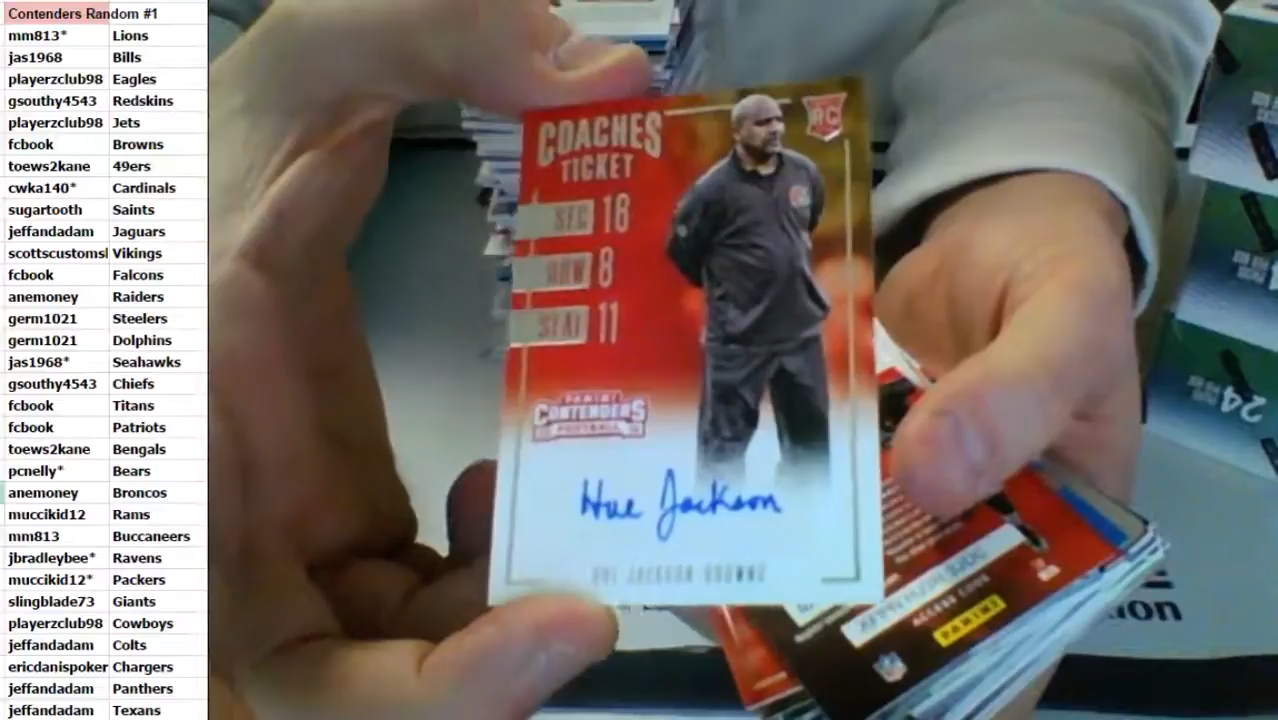 Contenders Random #1
mm813* Lions
jas1968 Bills
playerzclub98 Eagles
gsouthy4543 Redskins
playerzclub98 Jets
fcbook Browns
toews2kane 49ers
cwka140* Cardinals
sugartooth Saints
jeffandadam Jaguars
scottscustomsl Vikings
fcbook Falcons
anemoney Raiders
germ1021 Steelers
germ1021 Dolphins
jas1968* Seahawks
gsouthy4543 Chiefs
fcbook Titans
fcbook Patriots
toews2kane Bengals
pcnelly* Bears
anemoney Broncos
muccikid12 Rams
mm813 Buccaneers
jbradleybee* Ravens
muccikid12* Packers
slingblade73 Giants
playerzclub98 Cowboys
jeffandadam Colts
ericdanispoker Chargers
jeffandadam Panthers
jeffandadam Texans
COACHES
TICKET
RC
SEC 16
ROW 8
SEAT 11
PANINI
CONTENDERS
FOOTBALL
Hue Jackson
HUE JACKSON BROWNS
ACCESS CODE
PANINI
24